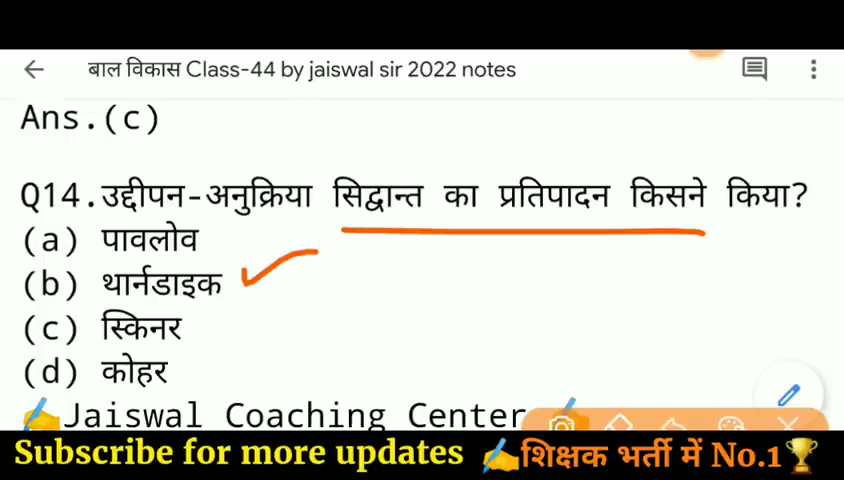 बाल विकास Class-44 by jaiswal sir 2022 notes
Ans.(c)
Q14.उद्दीपन-अनुक्रिया सिद्वान्त का प्रतिपादन किसने किया?
(a) पावलोव
(b) थार्नडाइक
(c) स्किनर
(d) कोहर
✍️Jaiswal Coaching Center ✍️
Subscribe for more updates ✍️शिक्षक भर्ती में No.1🏆